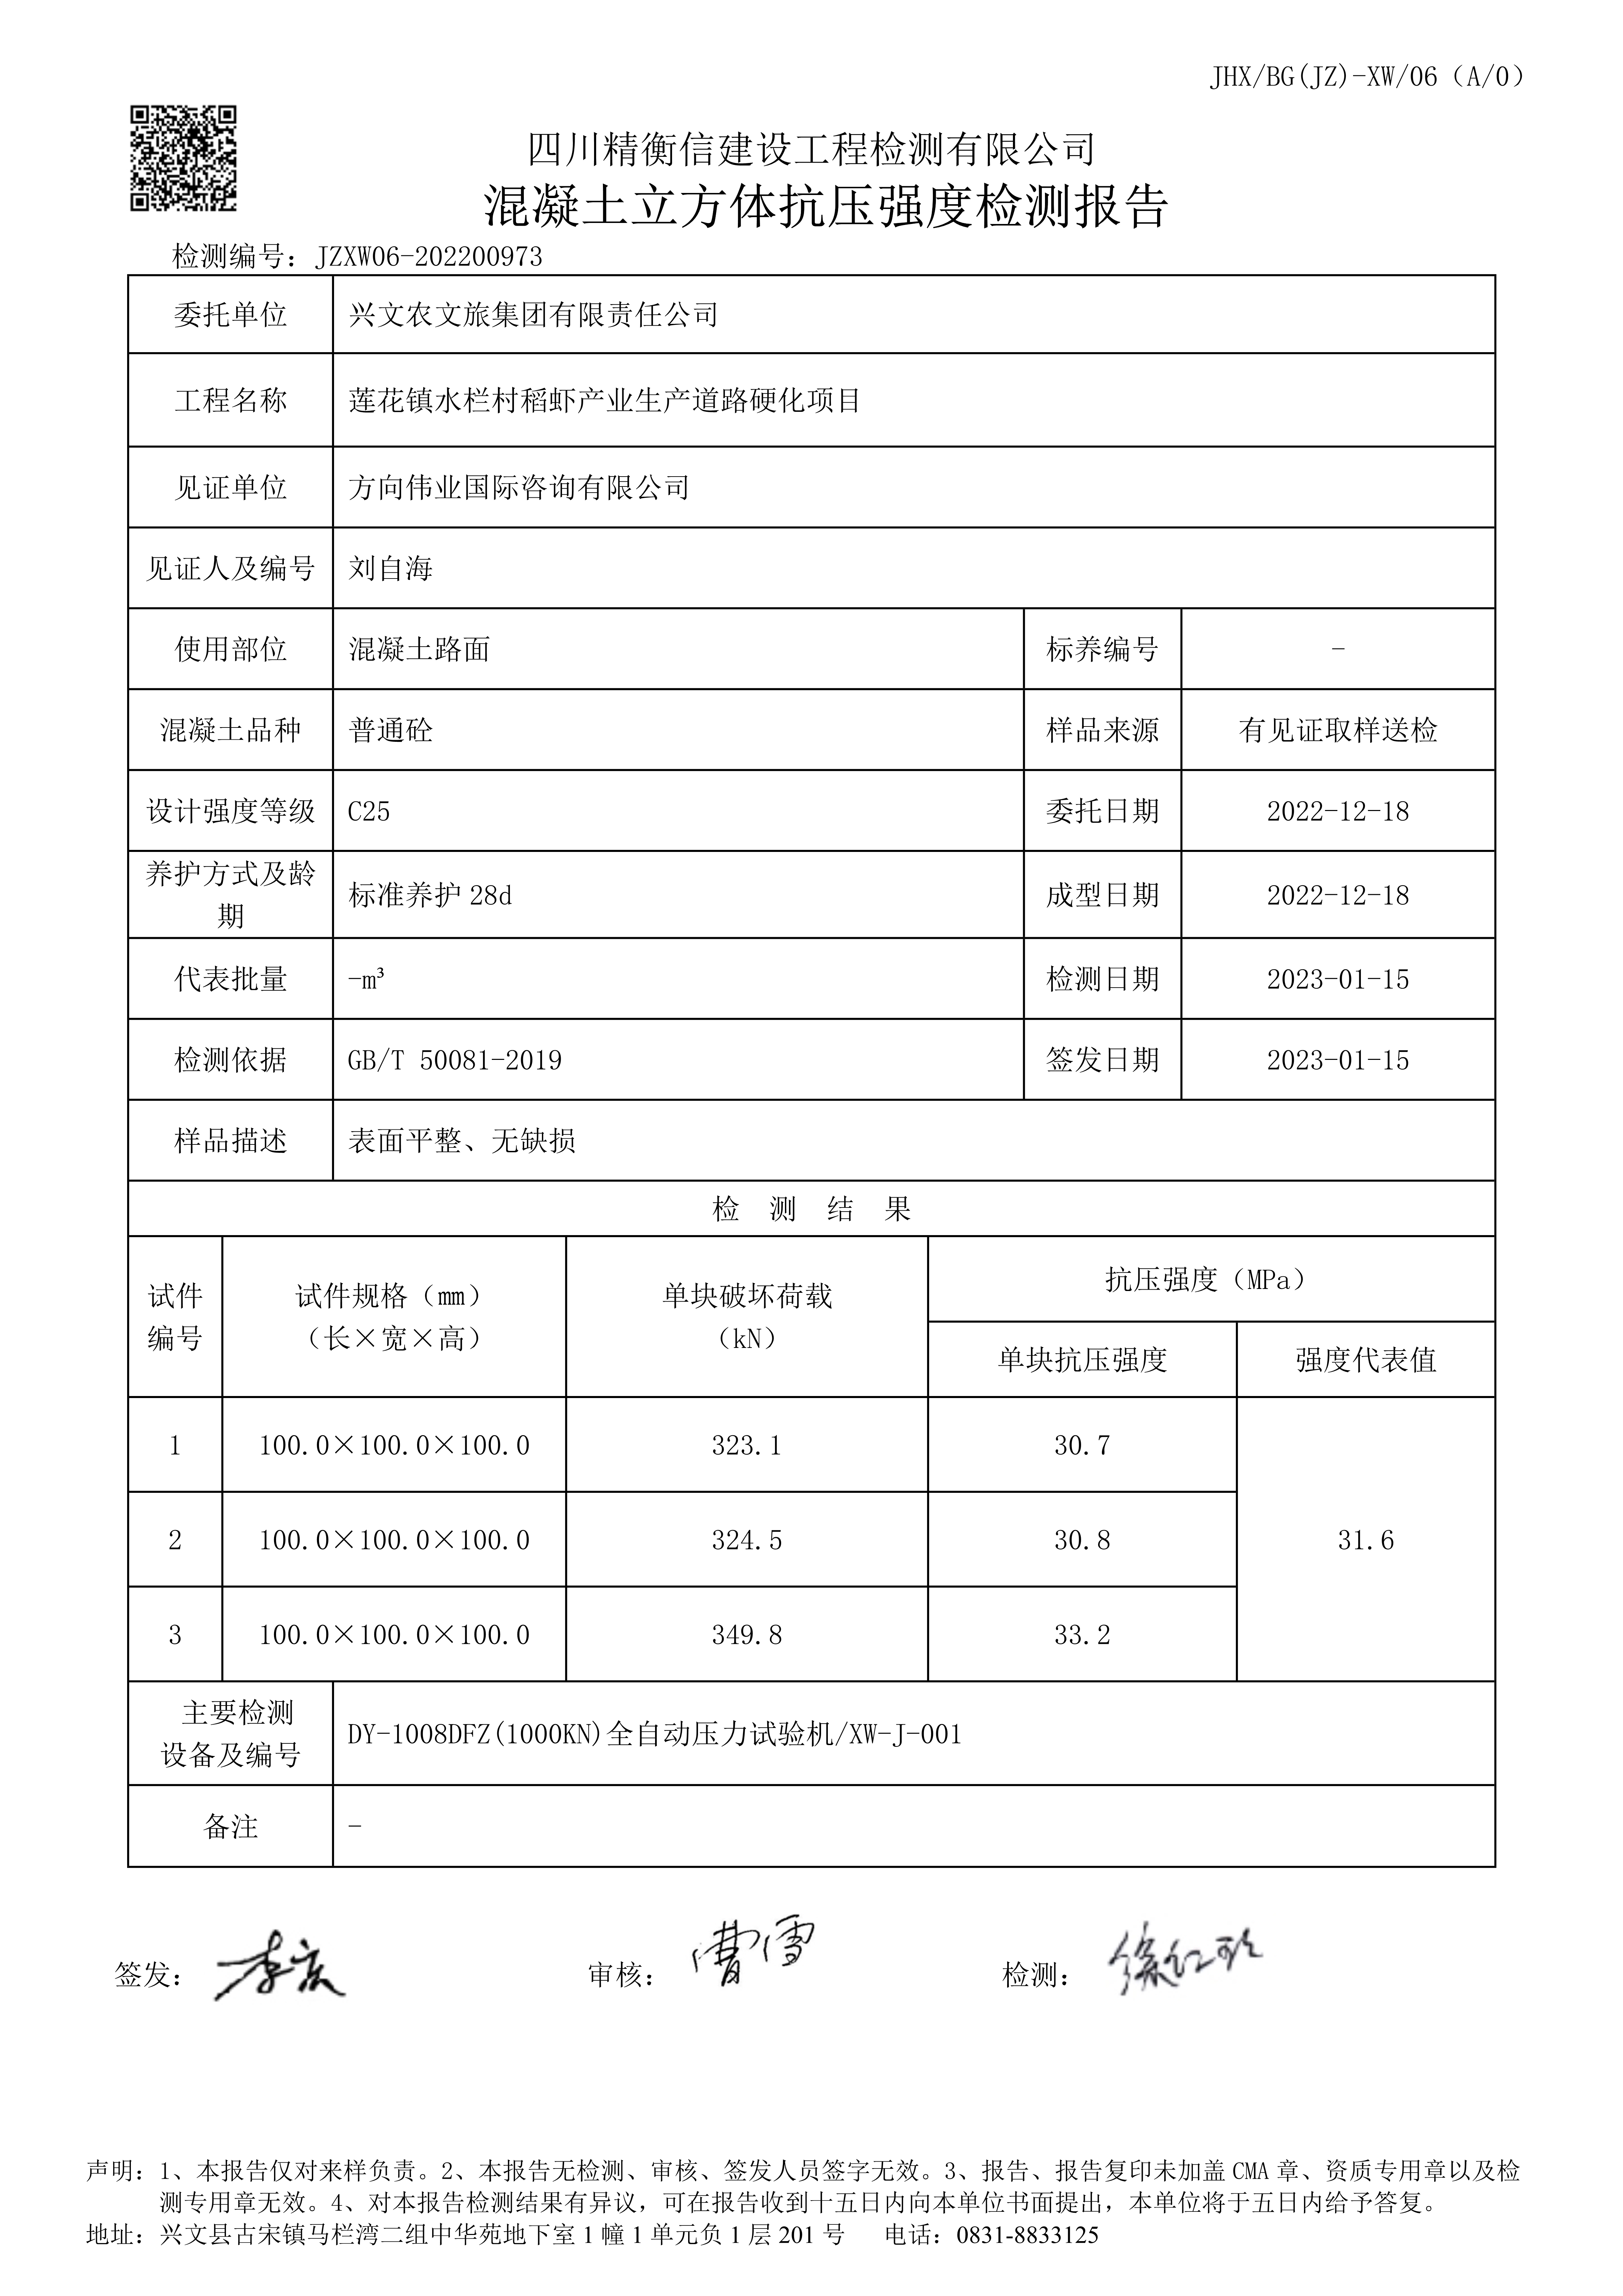 JHX/BG(JZ)-XW/06（A/0）
四川精衡信建设工程检测有限公司
混凝土立方体抗压强度检测报告
检测编号：JZXW06-202200973
委托单位 兴文农文旅集团有限责任公司
工程名称 莲花镇水栏村稻虾产业生产道路硬化项目
见证单位 方向伟业国际咨询有限公司
见证人及编号 刘自海
使用部位 混凝土路面 标养编号 -
混凝土品种 普通砼 样品来源 有见证取样送检
设计强度等级 C25 委托日期 2022-12-18
养护方式及龄期 标准养护 28d 成型日期 2022-12-18
代表批量 -m³ 检测日期 2023-01-15
检测依据 GB/T 50081-2019 签发日期 2023-01-15
样品描述 表面平整、无缺损
检 测 结 果
试件编号 试件规格（mm）（长×宽×高） 单块破坏荷载（kN） 抗压强度（MPa）
单块抗压强度 强度代表值
1 100.0×100.0×100.0 323.1 30.7
2 100.0×100.0×100.0 324.5 30.8 31.6
3 100.0×100.0×100.0 349.8 33.2
主要检测设备及编号 DY-1008DFZ(1000KN)全自动压力试验机/XW-J-001
备注 -
签发： 审核：曹雪 检测：
声明：1、本报告仅对来样负责。2、本报告无检测、审核、签发人员签字无效。3、报告、报告复印未加盖 CMA 章、资质专用章以及检
测专用章无效。4、对本报告检测结果有异议，可在报告收到十五日内向本单位书面提出，本单位将于五日内给予答复。
地址：兴文县古宋镇马栏湾二组中华苑地下室 1 幢 1 单元负 1 层 201 号 电话：0831-8833125